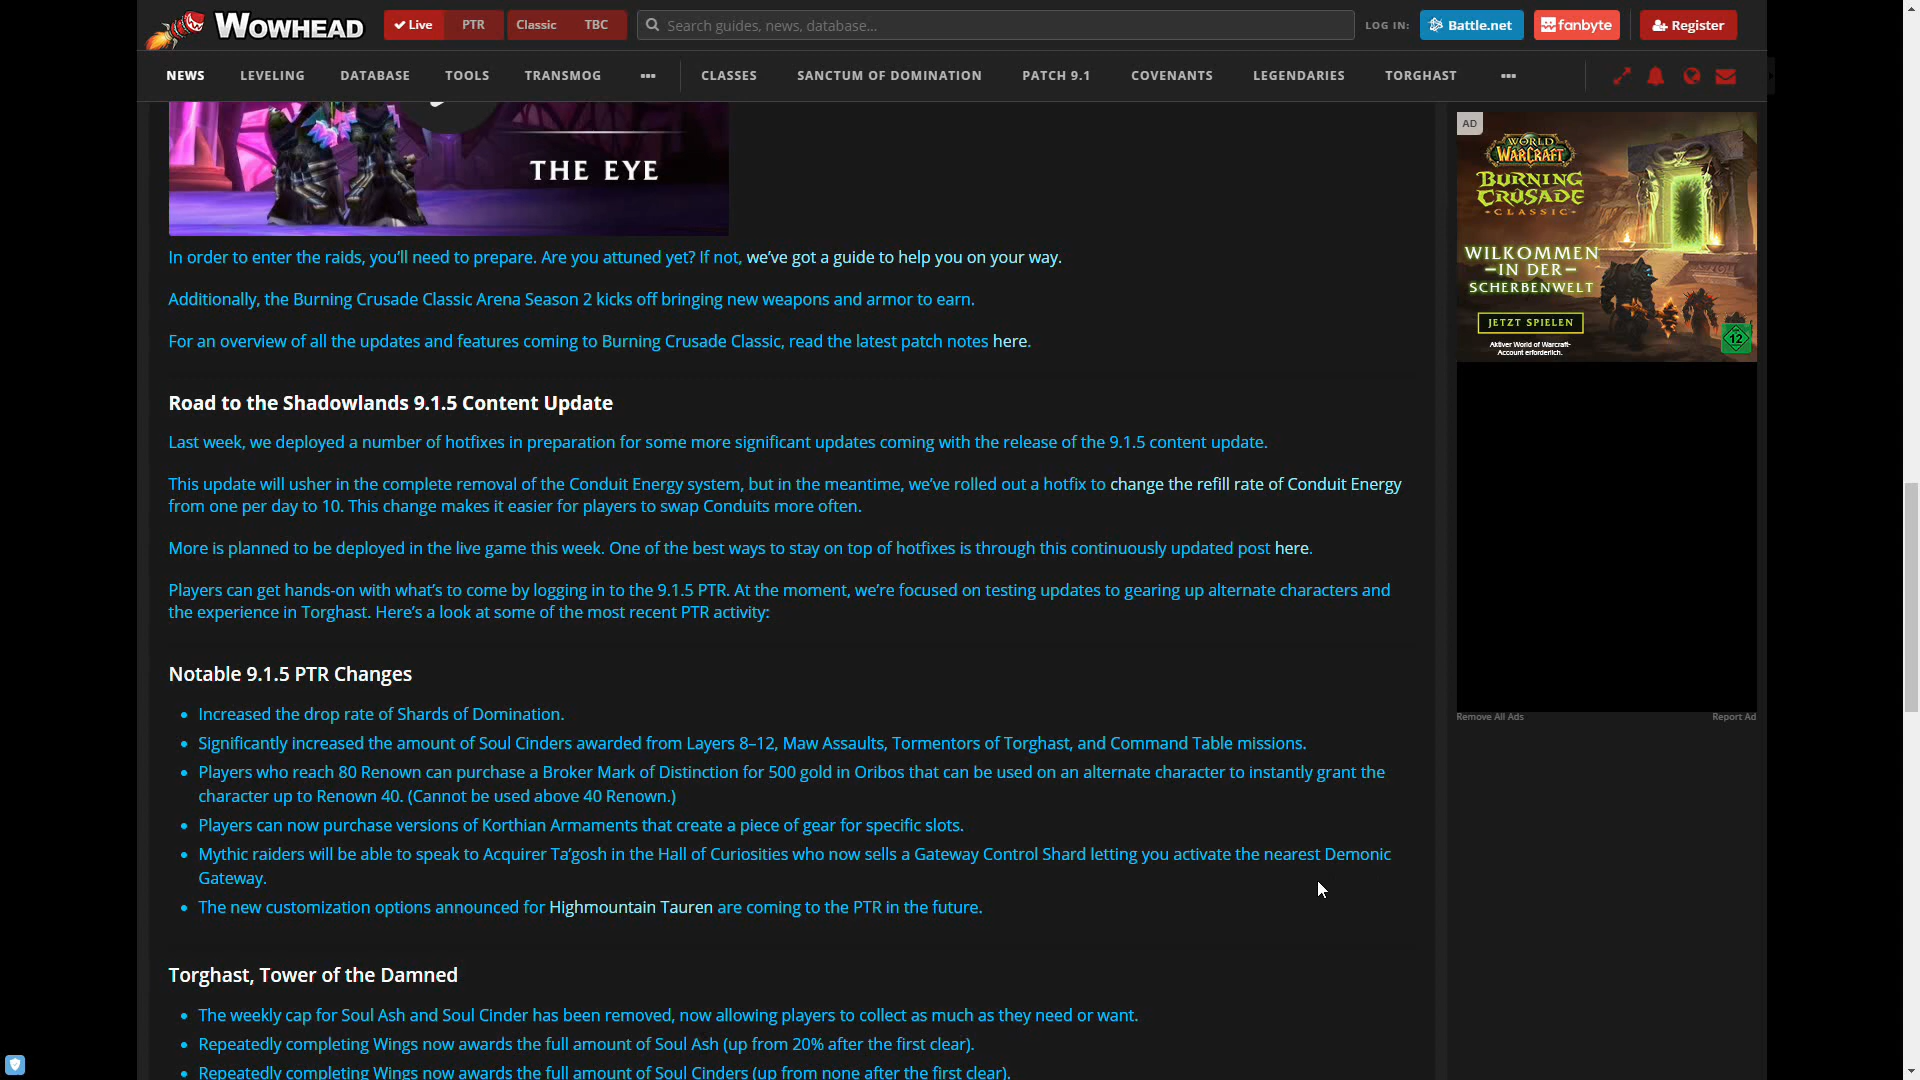 WOWHEAD
Live PTR Classic TBC Search guides, news, database... LOG IN: Battle.net fanbyte Register
NEWS LEVELING DATABASE TOOLS TRANSMOG ••• CLASSES SANCTUM OF DOMINATION PATCH 9.1 COVENANTS LEGENDARIES TORGHAST •••
THE EYE
In order to enter the raids, you’ll need to prepare. Are you attuned yet? If not, we’ve got a guide to help you on your way.
Additionally, the Burning Crusade Classic Arena Season 2 kicks off bringing new weapons and armor to earn.
For an overview of all the updates and features coming to Burning Crusade Classic, read the latest patch notes here.
Road to the Shadowlands 9.1.5 Content Update
Last week, we deployed a number of hotfixes in preparation for some more significant updates coming with the release of the 9.1.5 content update.
This update will usher in the complete removal of the Conduit Energy system, but in the meantime, we’ve rolled out a hotfix to change the refill rate of Conduit Energy
from one per day to 10. This change makes it easier for players to swap Conduits more often.
More is planned to be deployed in the live game this week. One of the best ways to stay on top of hotfixes is through this continuously updated post here.
Players can get hands-on with what’s to come by logging in to the 9.1.5 PTR. At the moment, we’re focused on testing updates to gearing up alternate characters and
the experience in Torghast. Here’s a look at some of the most recent PTR activity:
Notable 9.1.5 PTR Changes
• Increased the drop rate of Shards of Domination.
• Significantly increased the amount of Soul Cinders awarded from Layers 8–12, Maw Assaults, Tormentors of Torghast, and Command Table missions.
• Players who reach 80 Renown can purchase a Broker Mark of Distinction for 500 gold in Oribos that can be used on an alternate character to instantly grant the
character up to Renown 40. (Cannot be used above 40 Renown.)
• Players can now purchase versions of Korthian Armaments that create a piece of gear for specific slots.
• Mythic raiders will be able to speak to Acquirer Ta’gosh in the Hall of Curiosities who now sells a Gateway Control Shard letting you activate the nearest Demonic
Gateway.
• The new customization options announced for Highmountain Tauren are coming to the PTR in the future.
Torghast, Tower of the Damned
• The weekly cap for Soul Ash and Soul Cinder has been removed, now allowing players to collect as much as they need or want.
• Repeatedly completing Wings now awards the full amount of Soul Ash (up from 20% after the first clear).
• Repeatedly completing Wings now awards the full amount of Soul Cinders (up from none after the first clear).
AD
WORLD
OF
WARCRAFT
BURNING
CRUSADE
-CLASSIC-
WILKOMMEN
—IN DER—
SCHERBENWELT
JETZT SPIELEN
Aktiver World of Warcraft-
Account erforderlich.
12
Remove All Ads Report Ad